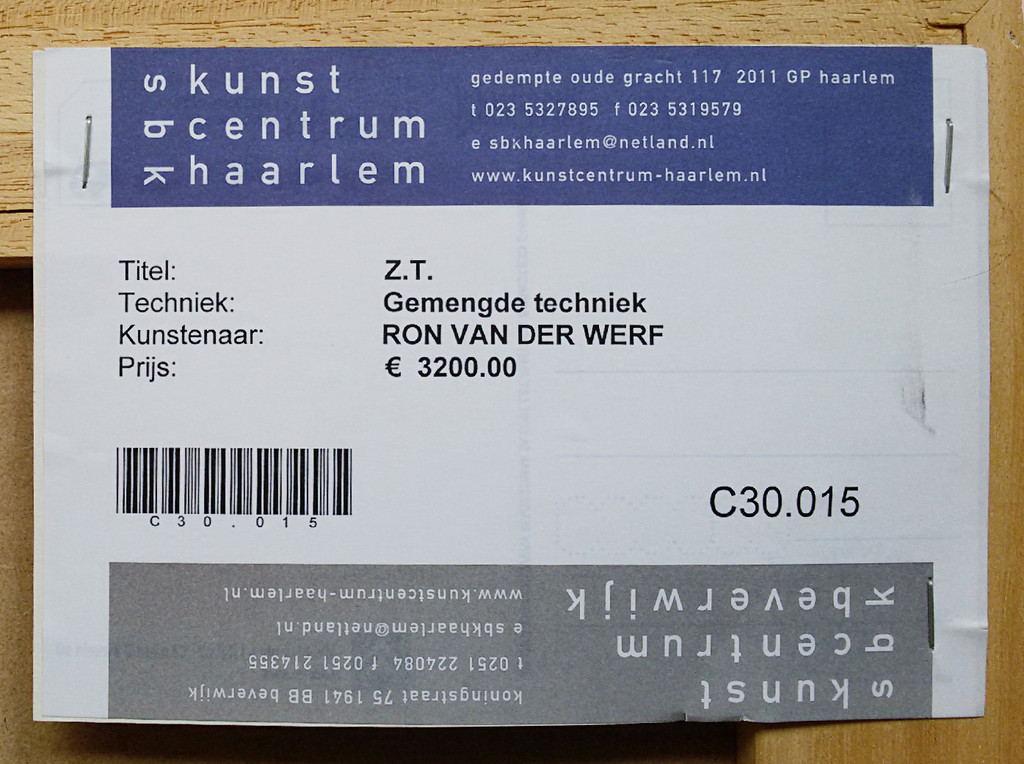 s kunst
b centrum
k haarlem
gedempte oude gracht 117 2011 GP haarlem
t 023 5327895 f 023 5319579
e sbkhaarlem@netland.nl
www.kunstcentrum-haarlem.nl
Titel: Z.T.
Techniek: Gemengde techniek
Kunstenaar: RON VAN DER WERF
Prijs: € 3200.00
C30.015
C30.015
s kunst
b centrum
k beverwijk
koningstraat 75 1941 BB beverwijk
t 0251 224084 f 0251 214355
e sbkhaarlem@netland.nl
www.kunstcentrum-haarlem.nl